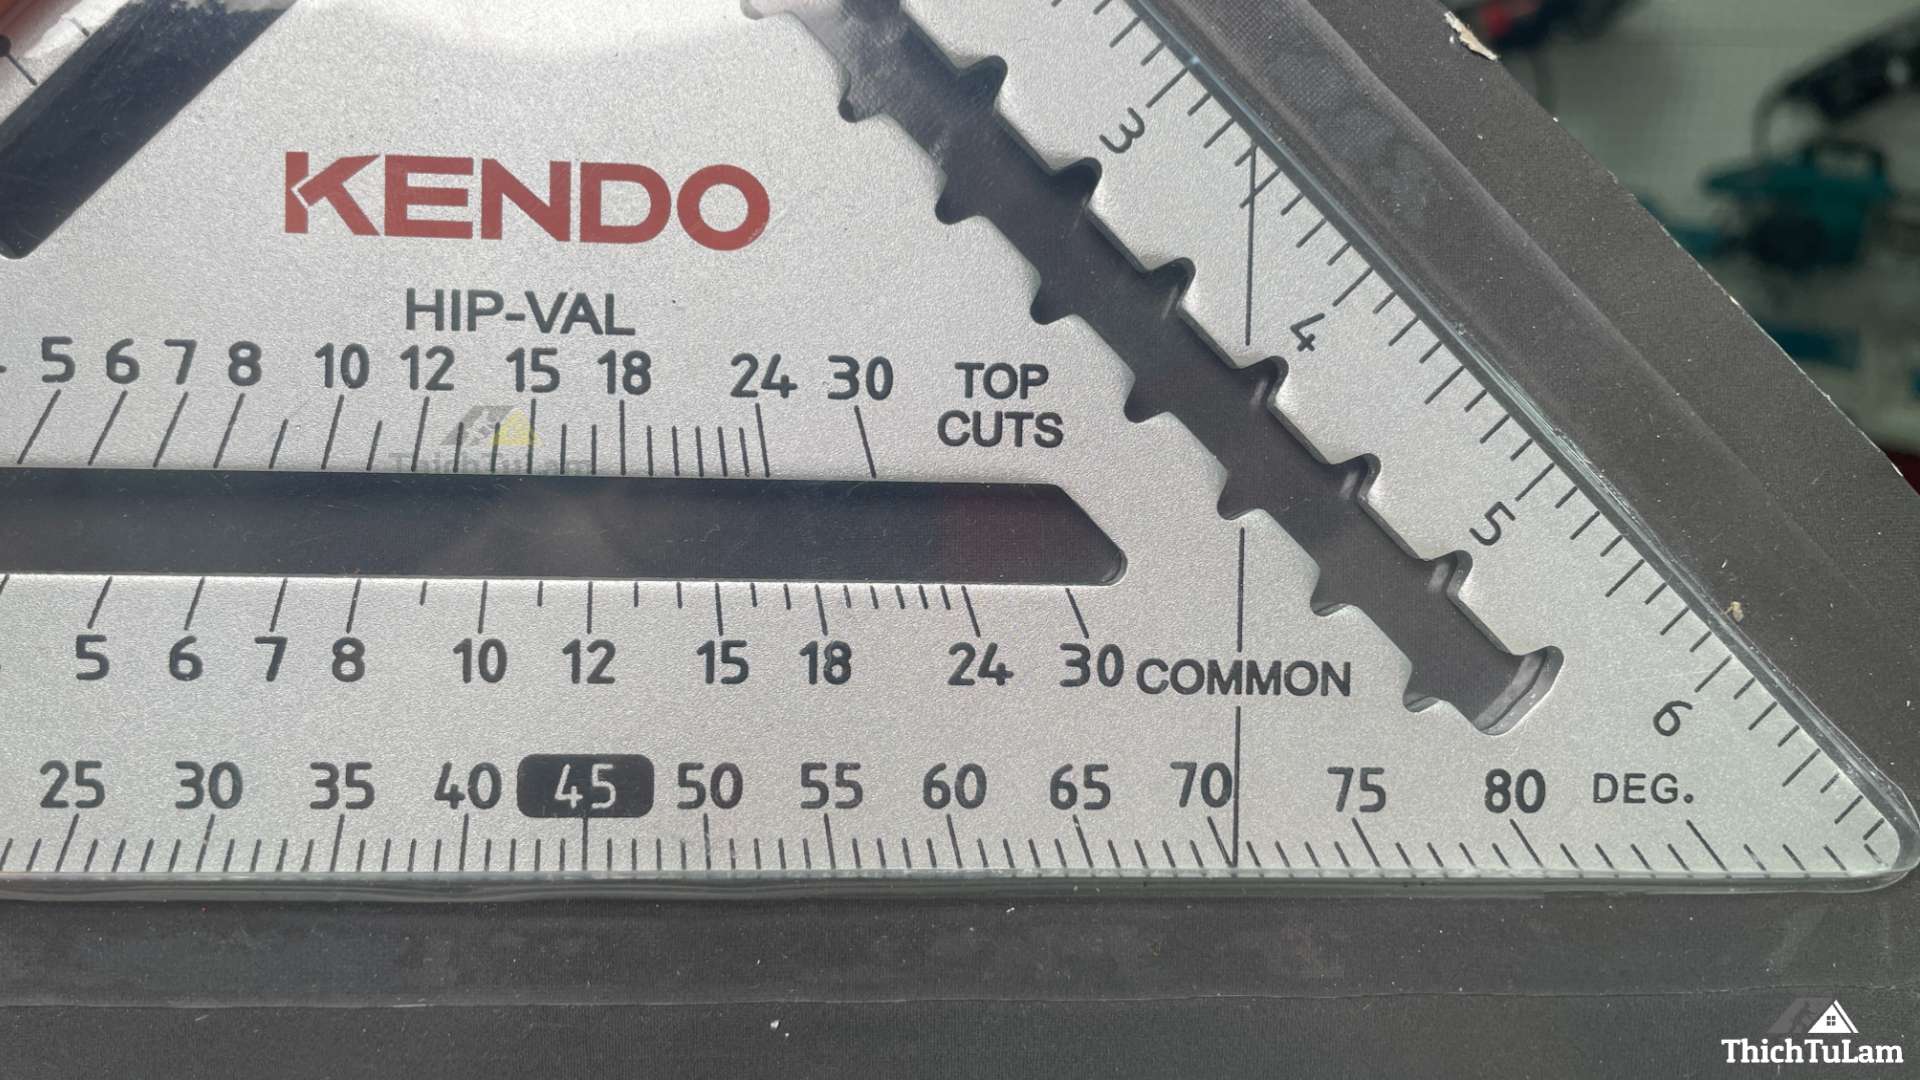 KENDO
HIP-VAL
5 6 7 8 10 12 15 18 24 30
TOP
CUTS
5 6 7 8 10 12 15 18 24 30 COMMON
25 30 35 40 45 50 55 60 65 70 75 80 DEG.
3
4
5
6
ThichTuLam
ThichTuLam